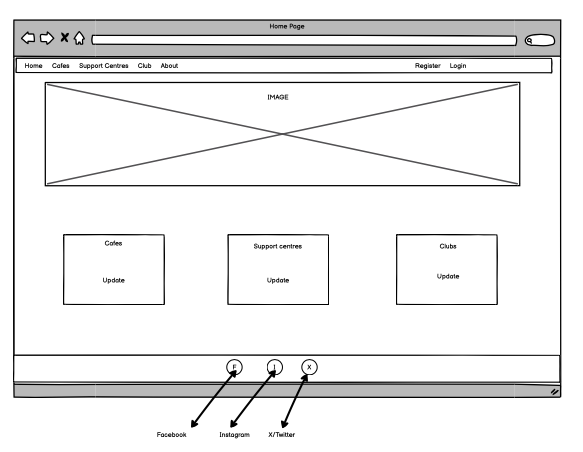 Home Page
Home Cafes Support Centres Club About Register Login
IMAGE
Cafes Support centres Clubs
Update Update Update
F I X
Facebook Instagram X/Twitter